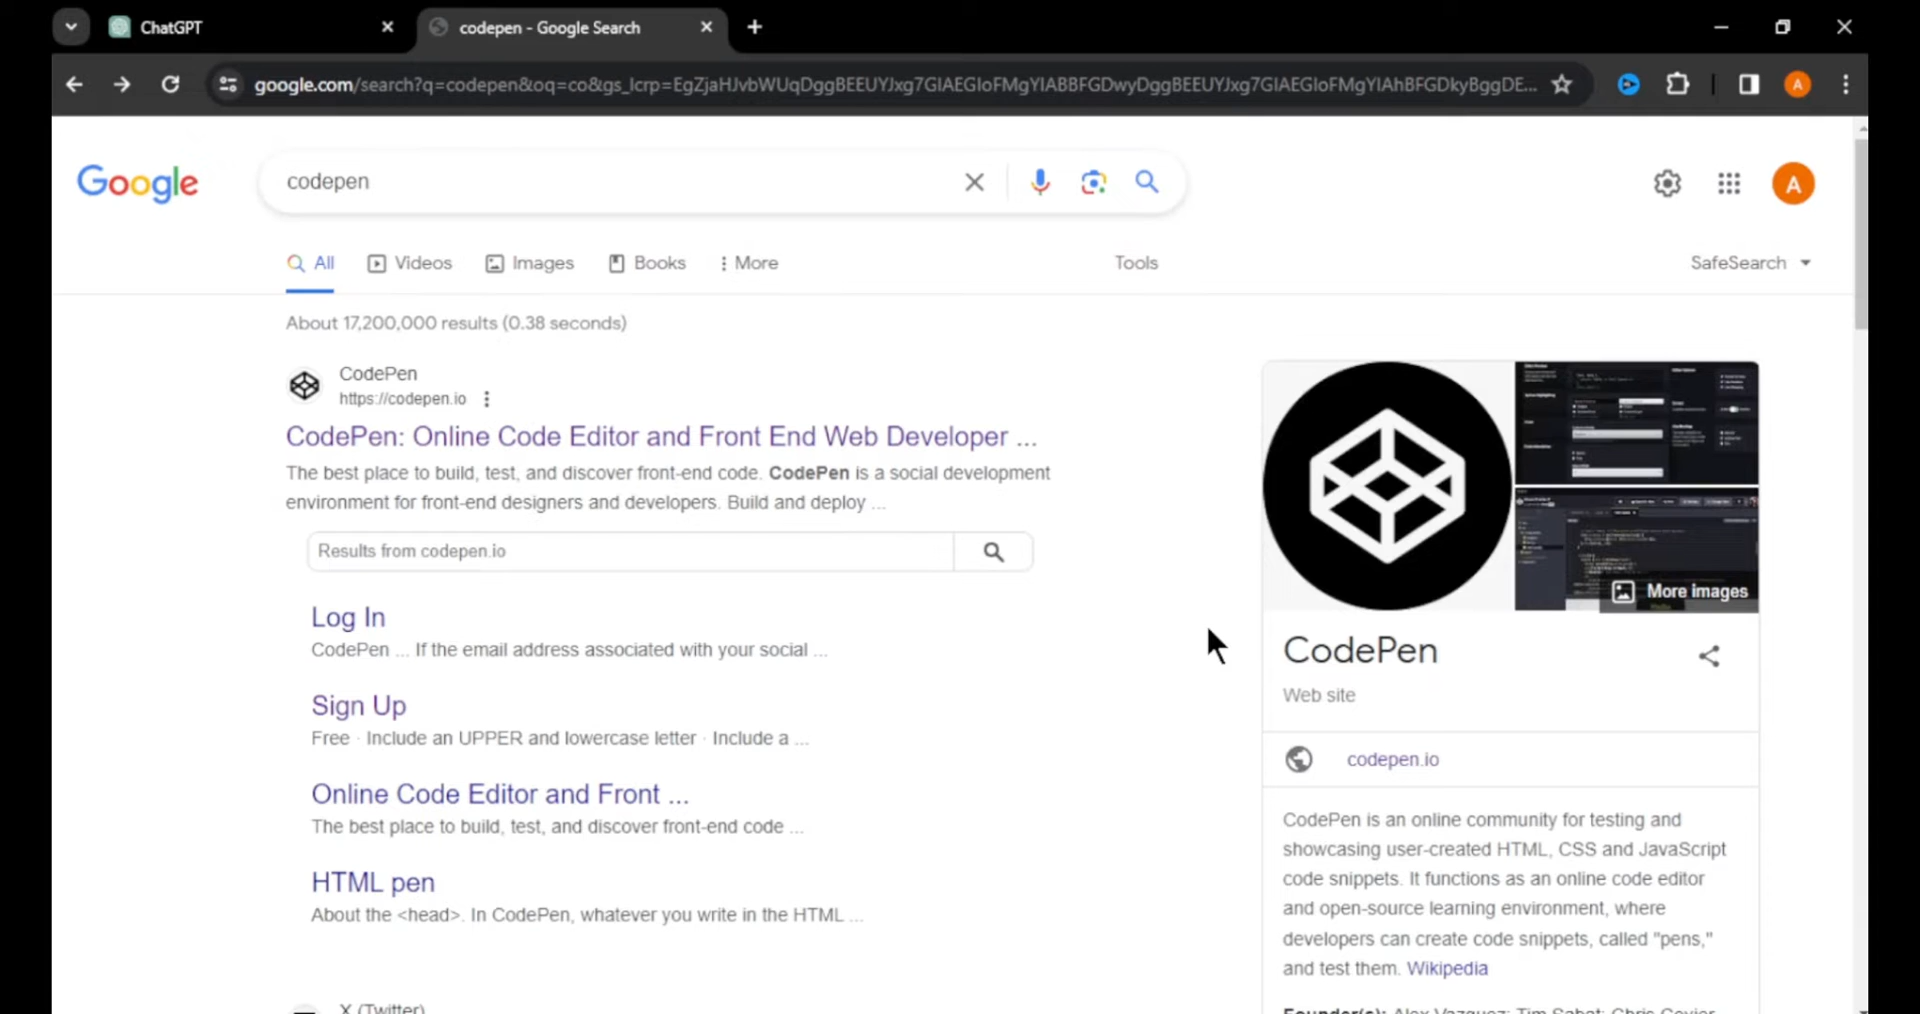 ChatGPT
codepen - Google Search
google.com/search?q=codepen&oq=co&gs_lcrp=EgZjaHJvbWUqDggBEEUYJxg7GIAEGIoFMgYIABBFGDwyDggBEEUYJxg7GIAEGIoFMgYIAhBFGDkyBggDE...
A
Google
codepen
A
All
Videos
Images
Books
More
Tools
SafeSearch
About 17,200,000 results (0.38 seconds)
CodePen
https://codepen.io
CodePen: Online Code Editor and Front End Web Developer ...
The best place to build, test, and discover front-end code. CodePen is a social development
environment for front-end designers and developers. Build and deploy ...
Results from codepen.io
Log In
CodePen ... If the email address associated with your social ...
Sign Up
Free · Include an UPPER and lowercase letter · Include a ...
Online Code Editor and Front ...
The best place to build, test, and discover front-end code ...
HTML pen
About the <head>. In CodePen, whatever you write in the HTML ...
X (Twitter)
More images
CodePen
Web site
codepen.io
CodePen is an online community for testing and
showcasing user-created HTML, CSS and JavaScript
code snippets. It functions as an online code editor
and open-source learning environment, where
developers can create code snippets, called "pens,"
and test them. Wikipedia
Founder(s): Alex Vazquez; Tim Sabat; Chris Coyier